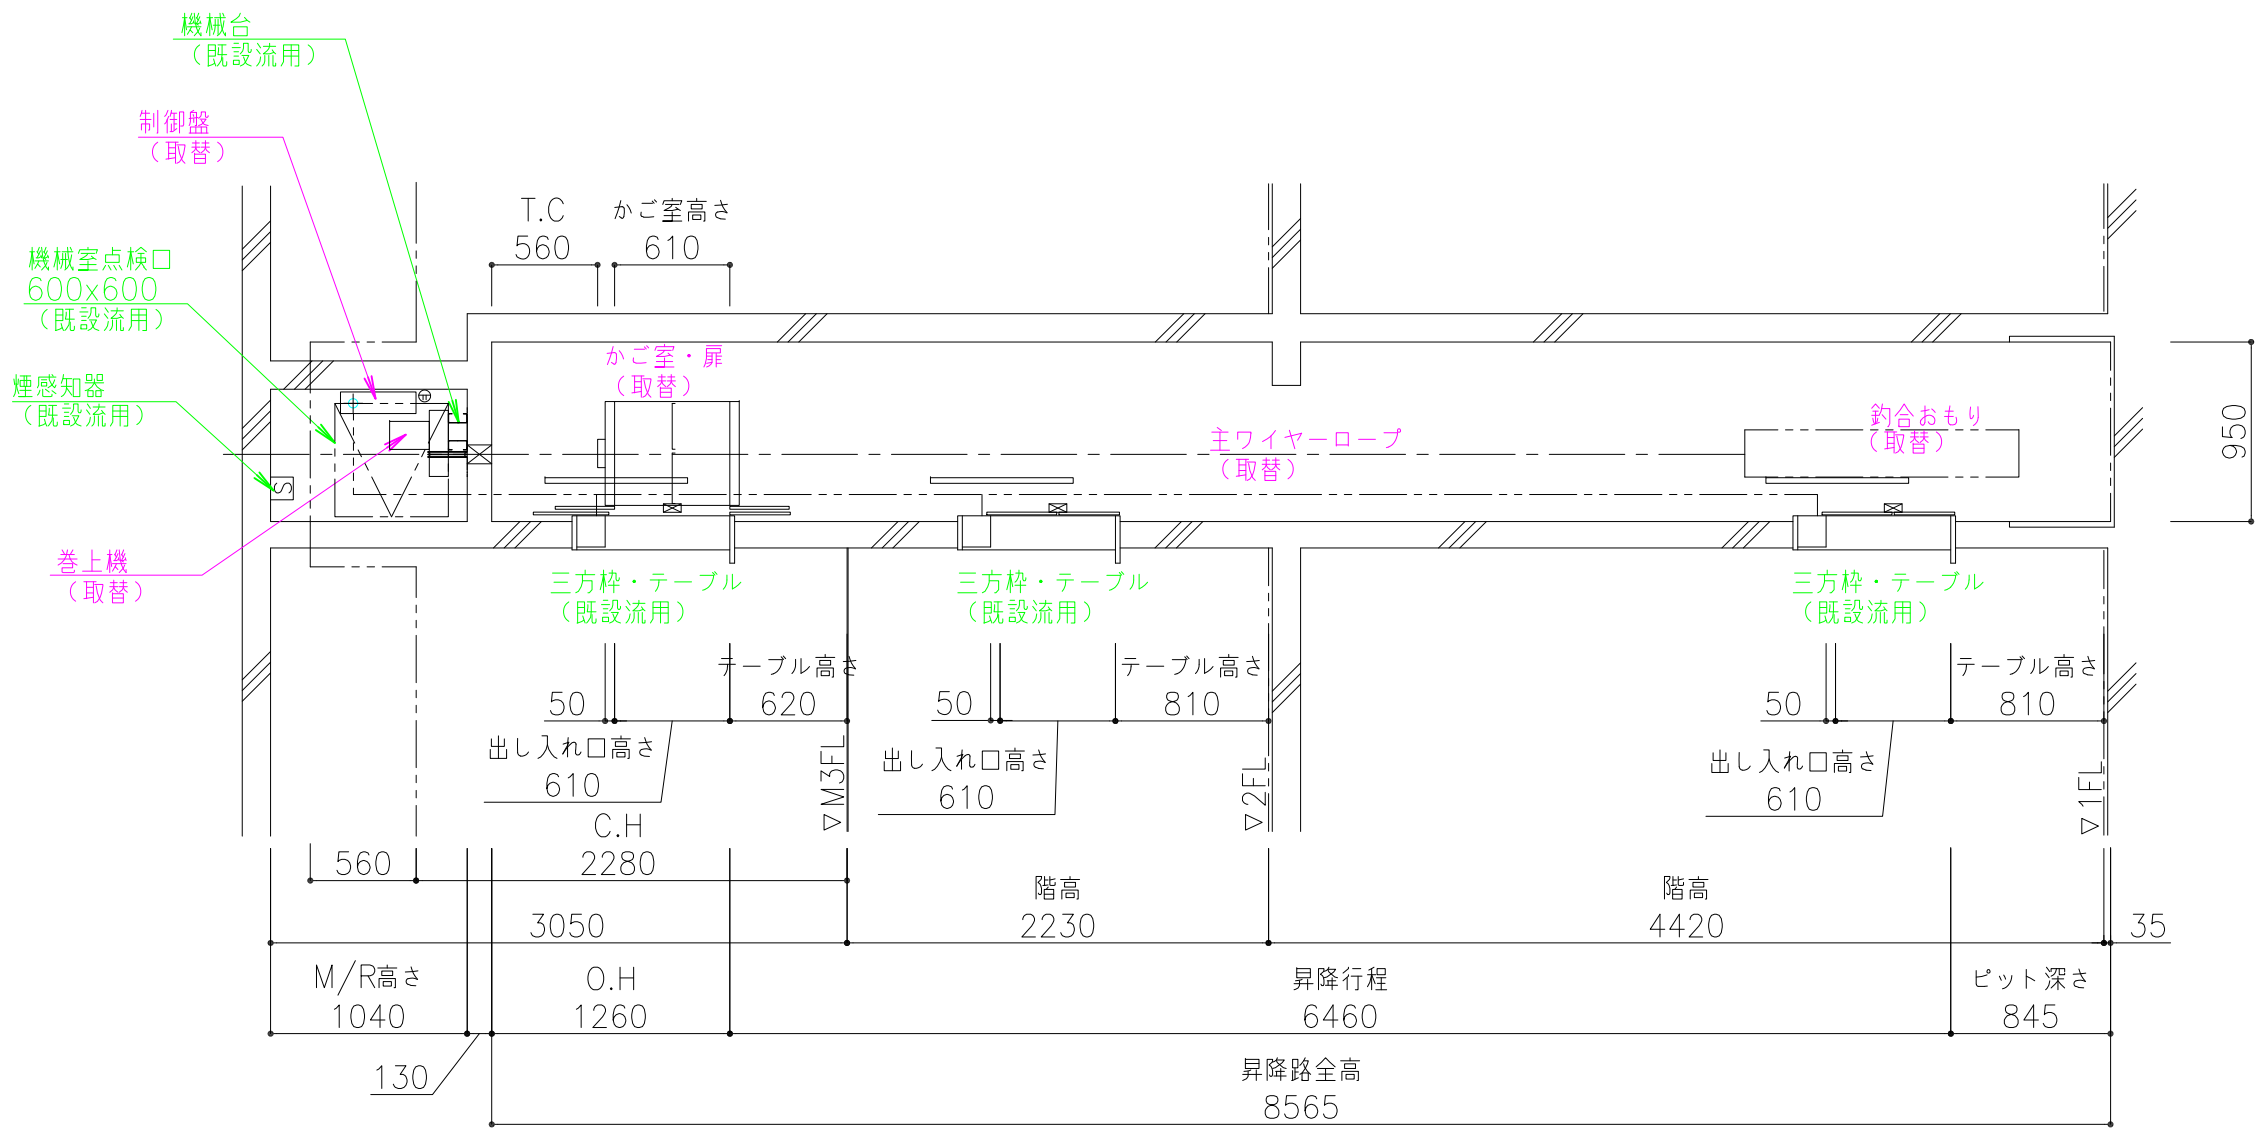 機械台
（既設流用）
制御盤
（取替）
T.C
560
かご室高さ
610
機械室点検口
600x600
（既設流用）
かご室・扉
（取替）
煙感知器
（既設流用）
S
主ワイヤーロープ
（取替）
釣合おもり
（取替）
950
巻上機
（取替）
三方枠・テーブル
（既設流用）
三方枠・テーブル
（既設流用）
三方枠・テーブル
（既設流用）
50
テーブル高さ
620
50
テーブル高さ
810
50
テーブル高さ
810
出し入れ口高さ
610
▽M3FL
出し入れ口高さ
610
▽2FL
出し入れ口高さ
610
▽1FL
560
C.H
2280
3050
階高
2230
階高
4420
35
M/R高さ
1040
O.H
1260
昇降行程
6460
ピット深さ
845
130
昇降路全高
8565